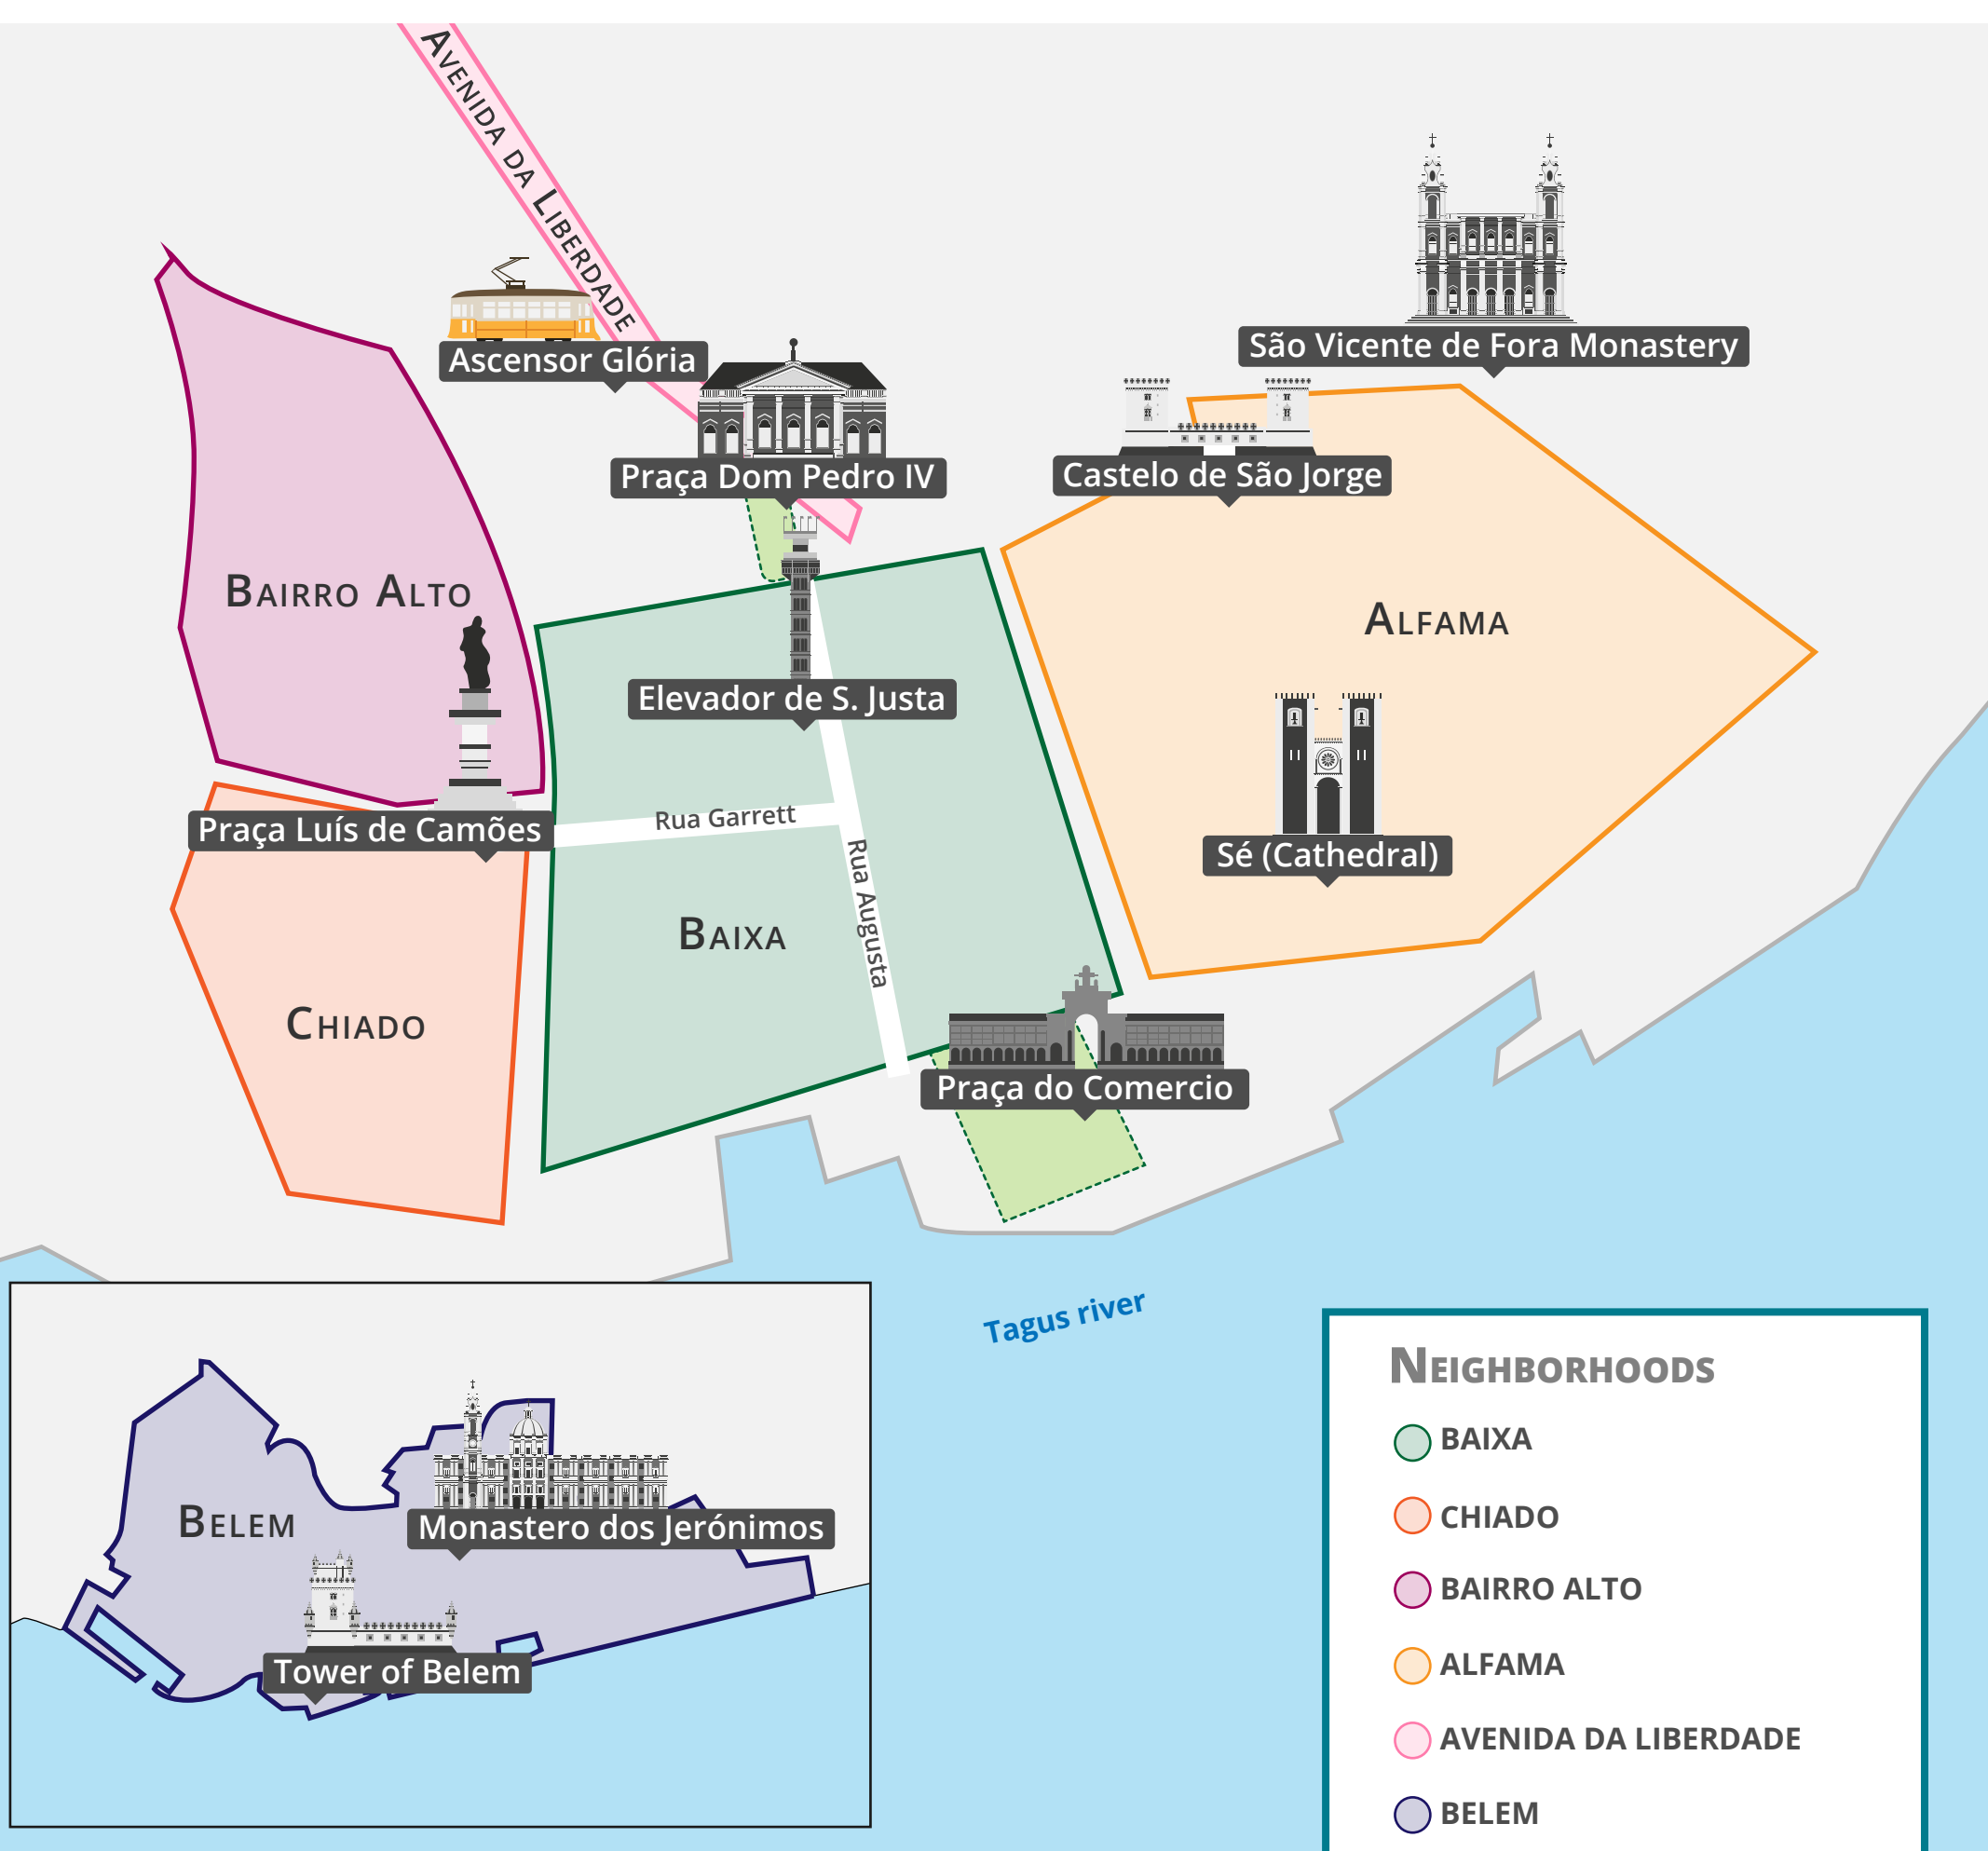 Avenida da Liberdade
São Vicente de Fora Monastery
Ascensor Glória
Praça Dom Pedro IV
Castelo de São Jorge
Bairro Alto
Alfama
Elevador de S. Justa
Rua Garrett
Praça Luís de Camões
Sé (Cathedral)
Rua Augusta
Baixa
Chiado
Praça do Comercio
Tagus river
Belem
Monastero dos Jerónimos
Tower of Belem
Neighborhoods
BAIXA
CHIADO
BAIRRO ALTO
ALFAMA
AVENIDA DA LIBERDADE
BELEM